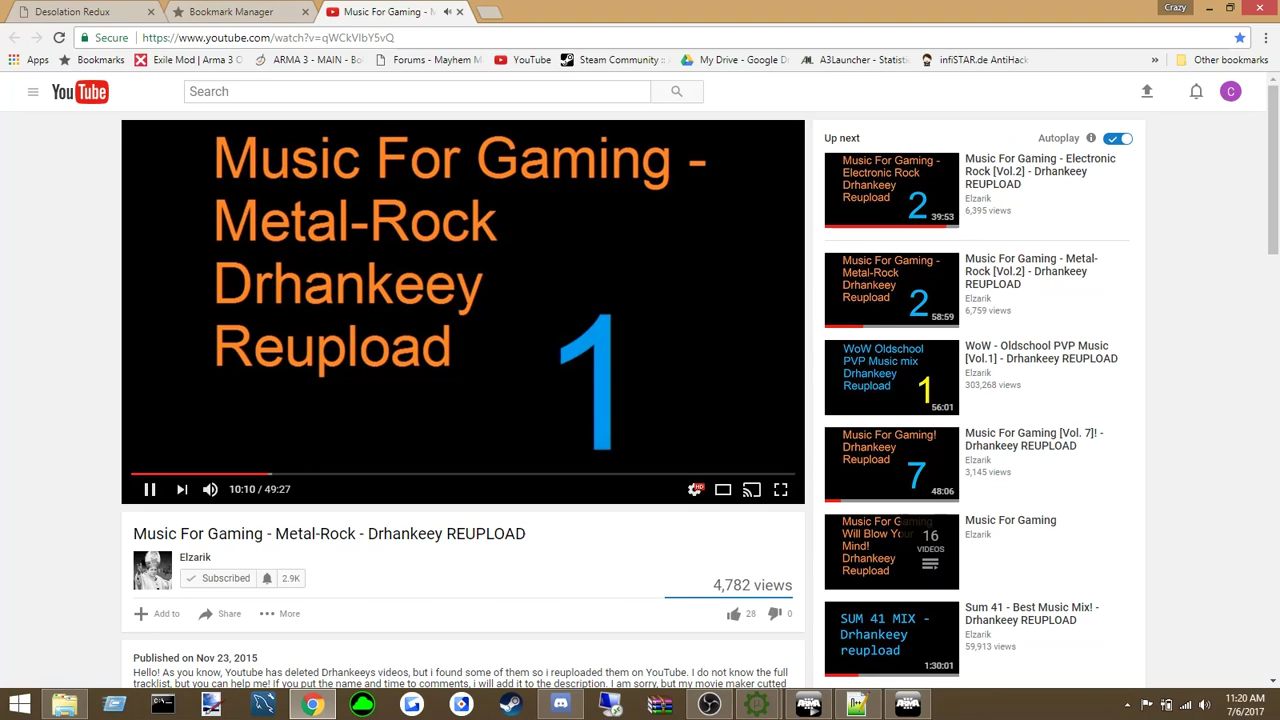 Desolation Redux
Bookmark Manager
Music For Gaming - M
Crazy
Secure
https://www.youtube.com/watch?v=qWCkVlbY5vQ
Apps
Bookmarks
Exile Mod | Arma 3 C
ARMA 3 - MAIN - Bo
Forums - Mayhem M
YouTube
Steam Community ::
My Drive - Google
A3Launcher - Statistic
infiSTAR.de AntiHack
»
Other bookmarks
YouTube
Search
C
Music For Gaming -
Metal-Rock
Drhankeey
Reupload
1
10:10 / 49:27
HD
Music For Gaming - Metal-Rock - Drhankeey REUPLOAD
Elzarik
Subscribed
2.9K
4,782 views
Add to
Share
More
28
0
Published on Nov 23, 2015
Hello! As you know, Youtube has deleted Drhankeeys videos, but i found some of them so i reuploaded them on YouTube. I do not know the full
tracklist, but you can help me! If you put the name and time to comments, i will add it to the description. I am sorry, but my movie maker cutted
Up next
Autoplay
Music For Gaming -
Electronic Rock
Drhankeey
Reupload
2
39:53
Music For Gaming - Electronic
Rock [Vol.2] - Drhankeey
REUPLOAD
Elzarik
6,395 views
Music For Gaming -
Metal-Rock
Drhankeey
Reupload
2
58:59
Music For Gaming - Metal-
Rock [Vol.2] - Drhankeey
REUPLOAD
Elzarik
6,759 views
WoW Oldschool
PVP Music mix
Drhankeey
Reupload
1
56:01
WoW - Oldschool PVP Music
[Vol.1] - Drhankeey REUPLOAD
Elzarik
303,268 views
Music For Gaming!
Drhankeey
Reupload
7
48:06
Music For Gaming [Vol. 7]! -
Drhankeey REUPLOAD
Elzarik
3,145 views
Music For Gaming
Will Blow Your
Mind!
Drhankeey
Reupload
16
VIDEOS
Music For Gaming
Elzarik
SUM 41 MIX -
Drhankeey
reupload
1:30:01
Sum 41 - Best Music Mix! -
Drhankeey REUPLOAD
Elzarik
59,913 views
ARMA
ARMA
11:20 AM
7/6/2017